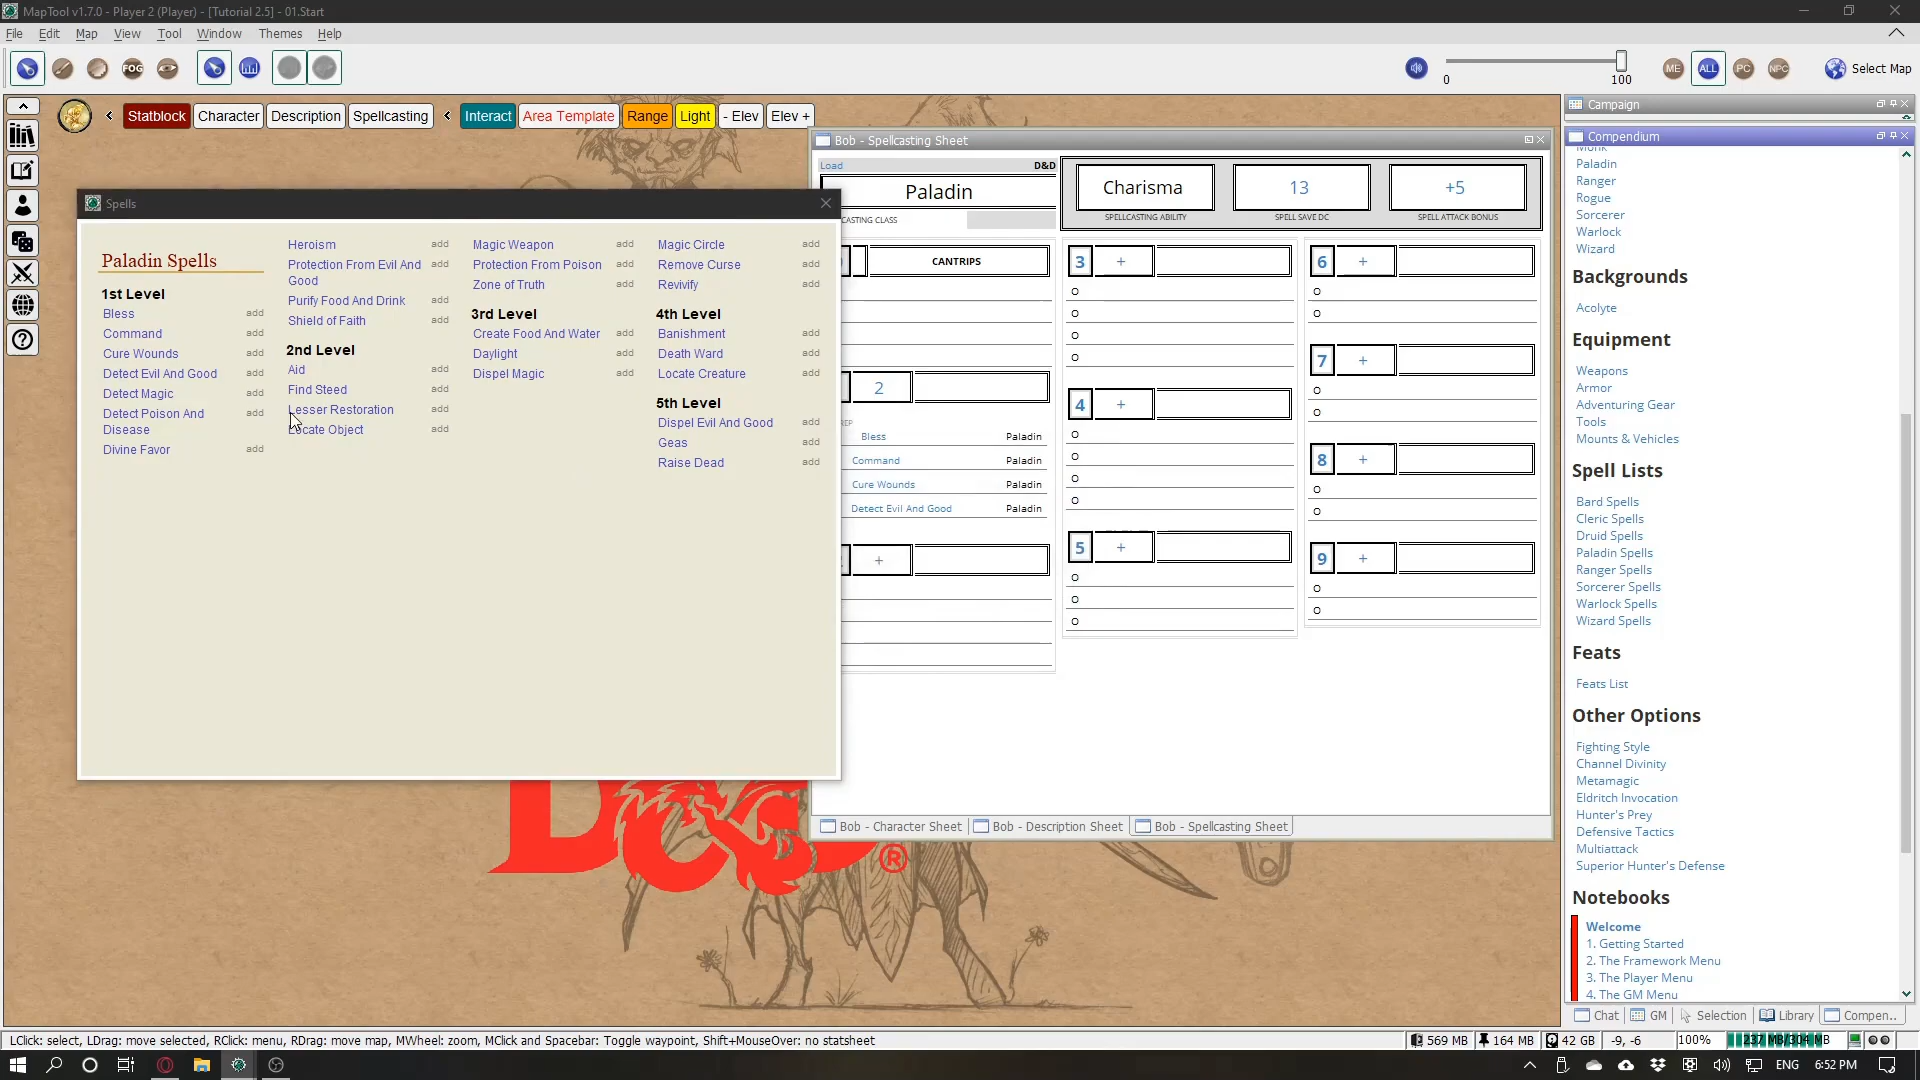 MapTool v1.7.0 - Player 2 (Player) - [Tutorial 2.5] - 01.Start
File Edit Map View Tool Window Themes Help
FOG
0 100
ME ALL PC NPC Select Map
Statblock Character Description Spellcasting Interact Area Template Range Light - Elev Elev +
Spells
Paladin Spells
1st Level
Bless add
Command add
Cure Wounds add
Detect Evil And Good add
Detect Magic add
Detect Poison And add
Disease
Divine Favor add
Heroism add
Protection From Evil And add
Good
Purify Food And Drink add
Shield of Faith add
2nd Level
Aid add
Find Steed add
Lesser Restoration add
Locate Object add
Magic Weapon add
Protection From Poison add
Zone of Truth add
3rd Level
Create Food And Water add
Daylight add
Dispel Magic add
Magic Circle add
Remove Curse add
Revivify add
4th Level
Banishment add
Death Ward add
Locate Creature add
5th Level
Dispel Evil And Good add
Geas add
Raise Dead add
Bob - Spellcasting Sheet
Load D&D
Paladin
CASTING CLASS
Charisma
SPELLCASTING ABILITY
13
SPELL SAVE DC
+5
SPELL ATTACK BONUS
CANTRIPS
2
Bless Paladin
Command Paladin
Cure Wounds Paladin
Detect Evil And Good Paladin
+
3 +
4 +
5 +
6 +
7 +
8 +
9 +
Bob - Character Sheet Bob - Description Sheet Bob - Spellcasting Sheet
®
Campaign
Compendium
Monk
Paladin
Ranger
Rogue
Sorcerer
Warlock
Wizard
Backgrounds
Acolyte
Equipment
Weapons
Armor
Adventuring Gear
Tools
Mounts & Vehicles
Spell Lists
Bard Spells
Cleric Spells
Druid Spells
Paladin Spells
Ranger Spells
Sorcerer Spells
Warlock Spells
Wizard Spells
Feats
Feats List
Other Options
Fighting Style
Channel Divinity
Metamagic
Eldritch Invocation
Hunter's Prey
Defensive Tactics
Multiattack
Superior Hunter's Defense
Notebooks
Welcome
1. Getting Started
2. The Framework Menu
3. The Player Menu
4. The GM Menu
Chat GM Selection Library Compen..
LClick: select, LDrag: move selected, RClick: menu, RDrag: move map, MWheel: zoom, MClick and Spacebar: Toggle waypoint, Shift+MouseOver: no statsheet
569 MB 164 MB 42 GB -9, -6 100% 237 MB/304 MB
ENG 6:52 PM